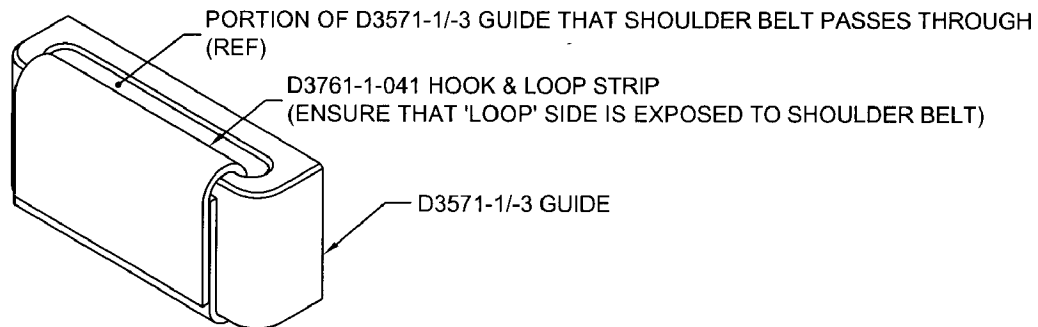 PORTION OF D3571-1/-3 GUIDE THAT SHOULDER BELT PASSES THROUGH
(REF)
D3761-1-041 HOOK & LOOP STRIP
(ENSURE THAT 'LOOP' SIDE IS EXPOSED TO SHOULDER BELT)
D3571-1/-3 GUIDE